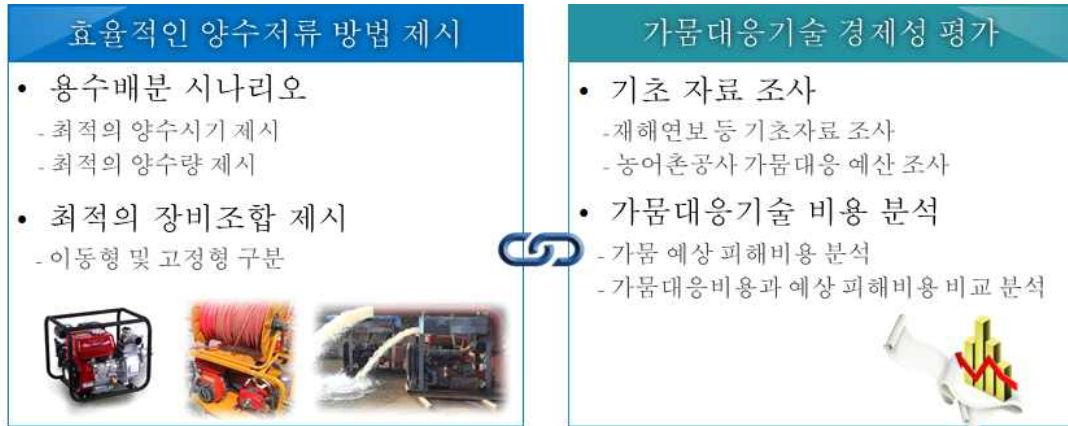 효율적인 양수저류 방법 제시
• 용수배분 시나리오
- 최적의 양수시기 제시
- 최적의 양수량 제시
• 최적의 장비조합 제시
- 이동형 및 고정형 구분
가뭄대응기술 경제성 평가
• 기초 자료 조사
-재해연보 등 기초자료 조사
- 농어촌공사 가뭄대응 예산 조사
• 가뭄대응기술 비용 분석
- 가뭄 예상 피해비용 분석
- 가뭄대응비용과 예상 피해비용 비교 분석